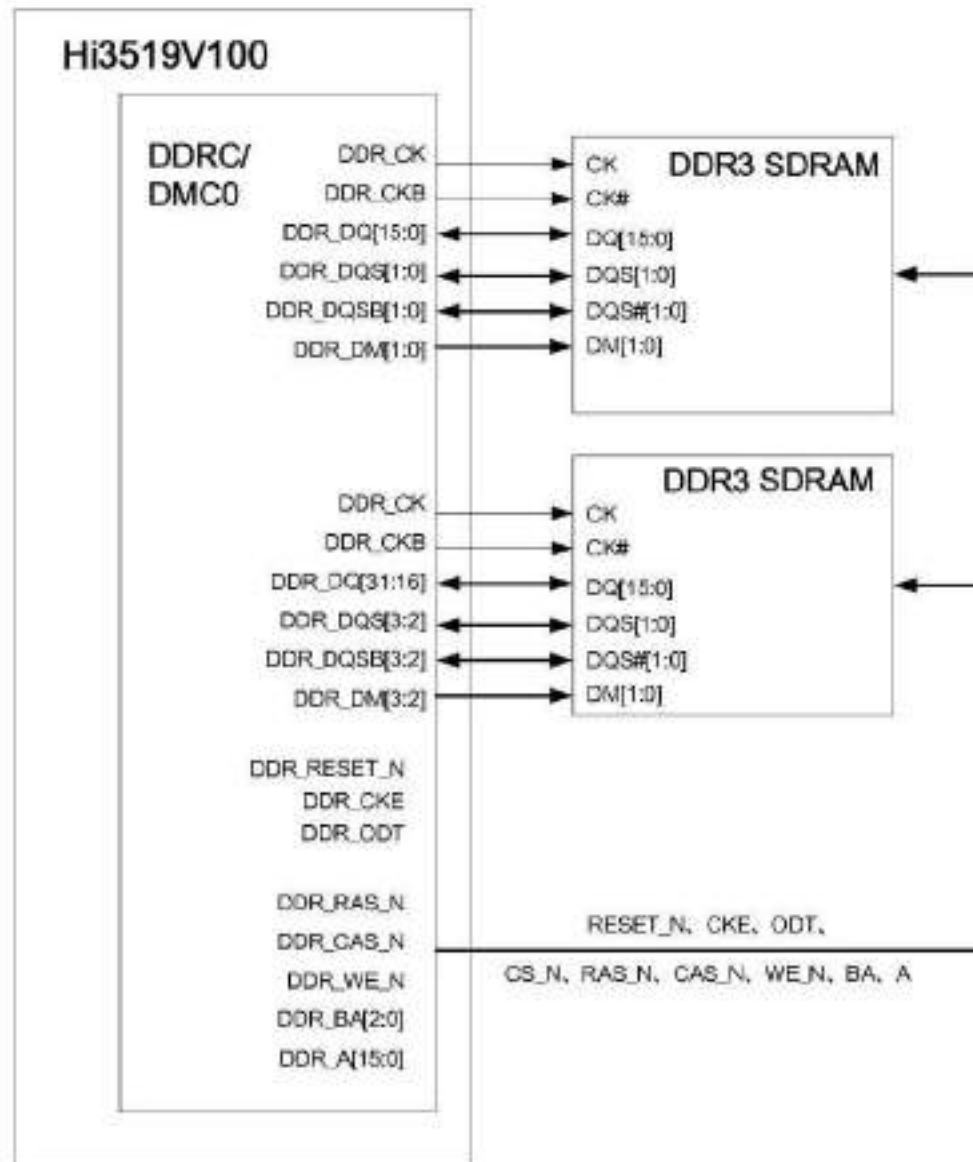 Hi3519V100
DDRC/
DMC0
DDR_CK
DDR_CKB
DDR_DQ[15:0]
DDR_DQS[1:0]
DDR_DQSB[1:0]
DDR_DM[1:0]
DDR3 SDRAM
CK
CK#
DQ[15:0]
DQS[1:0]
DQS#[1:0]
DM[1:0]
DDR_CK
DDR_CKB
DDR_DQ[31:16]
DDR_DQS[3:2]
DDR_DQSB[3:2]
DDR_DM[3:2]
DDR3 SDRAM
CK
CK#
DQ[15:0]
DQS[1:0]
DQS#[1:0]
DM[1:0]
DDR_RESET_N
DDR_CKE
DDR_ODT
DDR_RAS_N
DDR_CAS_N
DDR_WE_N
DDR_BA[2:0]
DDR_A[15:0]
RESET_N、CKE、ODT、
CS_N、RAS_N、CAS_N、WE_N、BA、A